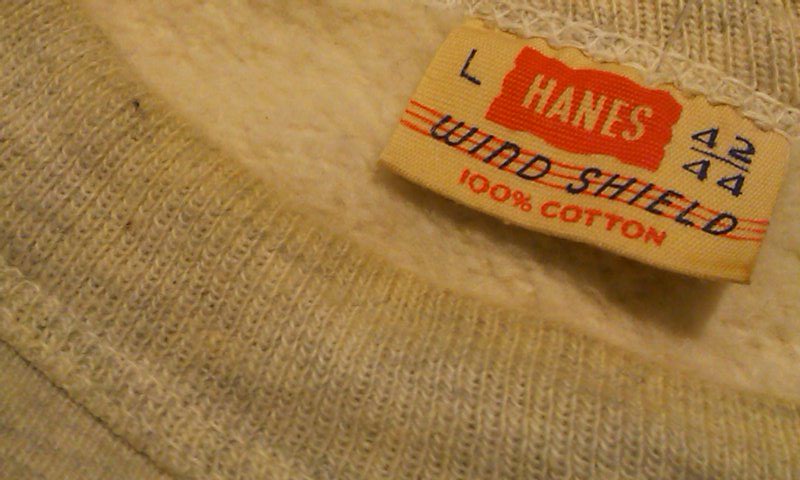 L
HANES
42
44
WIND SHIELD
100% COTTON